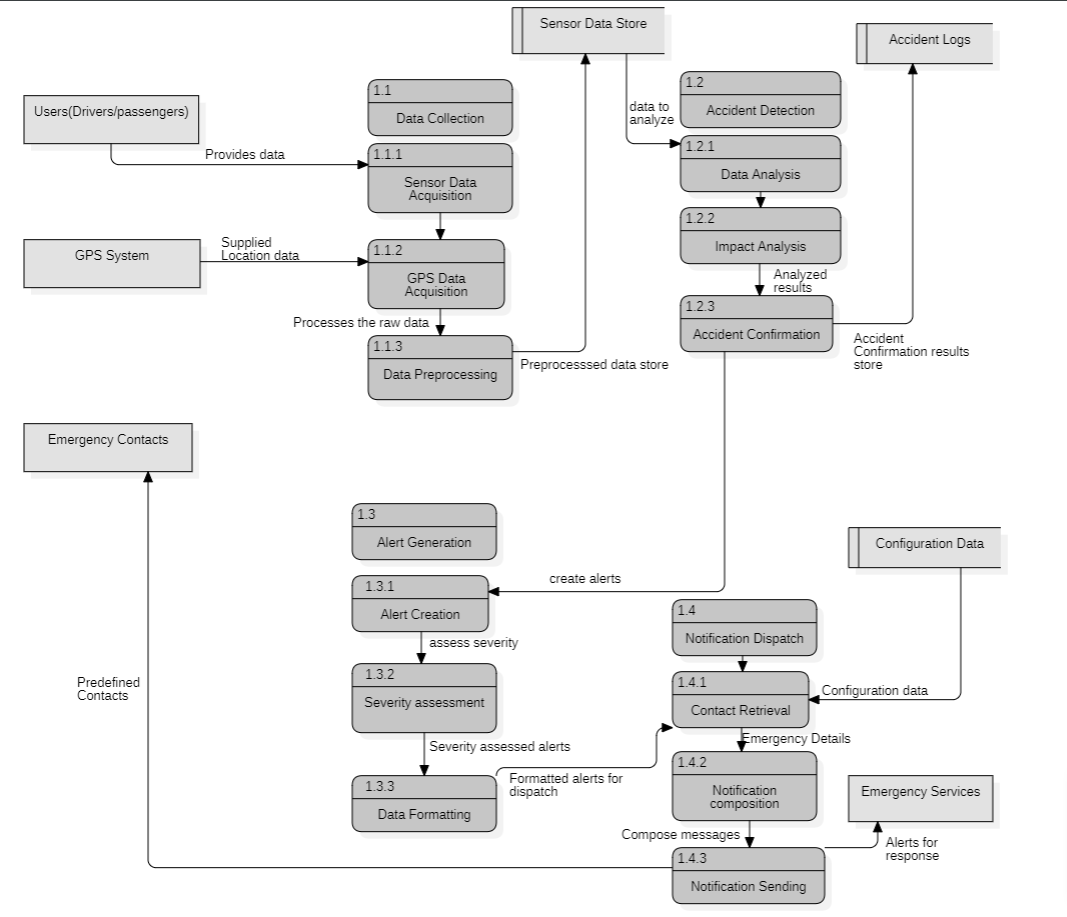 Sensor Data Store
Accident Logs
Users(Drivers/passengers)
Provides data
1.1
Data Collection
1.1.1
Sensor Data
Acquisition
data to
analyze
1.2
Accident Detection
1.2.1
Data Analysis
1.2.2
Impact Analysis
Analyzed
results
1.2.3
Accident Confirmation
Accident
Confirmation results
store
GPS System
Supplied
Location data
1.1.2
GPS Data
Acquisition
Processes the raw data
1.1.3
Data Preprocessing
Preprocesssed data store
Emergency Contacts
1.3
Alert Generation
create alerts
1.3.1
Alert Creation
assess severity
1.3.2
Severity assessment
Severity assessed alerts
1.3.3
Data Formatting
Formatted alerts for
dispatch
Configuration Data
1.4
Notification Dispatch
1.4.1
Contact Retrieval
Configuration data
Emergency Details
1.4.2
Notification
composition
Compose messages
1.4.3
Notification Sending
Emergency Services
Alerts for
response
Predefined
Contacts